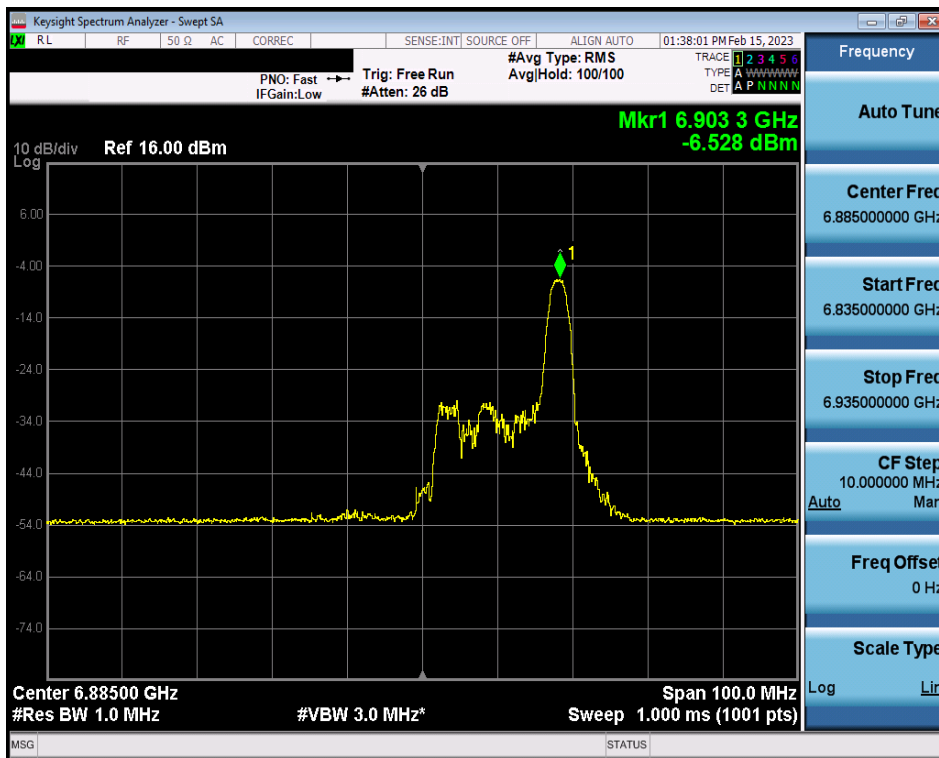 Keysight Spectrum Analyzer - Swept SA
LXI RL RF 50 Ω AC CORREC SENSE:INT SOURCE OFF ALIGN AUTO 01:38:01 PM Feb 15, 2023
#Avg Type: RMS TRACE 1 2 3 4 5 6
PNO: Fast Trig: Free Run Avg|Hold: 100/100 TYPE A WWWWW
IFGain:Low #Atten: 26 dB DET A P N N N N
Mkr1 6.903 3 GHz
10 dB/div Ref 16.00 dBm -6.528 dBm
Log
1
6.00
-4.00
-14.0
-24.0
-34.0
-44.0
-54.0
-64.0
-74.0
Center 6.88500 GHz Span 100.0 MHz
#Res BW 1.0 MHz #VBW 3.0 MHz* Sweep 1.000 ms (1001 pts)
MSG STATUS
Frequency
Auto Tune
Center Freq
6.885000000 GHz
Start Freq
6.835000000 GHz
Stop Freq
6.935000000 GHz
CF Step
10.000000 MHz
Auto Man
Freq Offset
0 Hz
Scale Type
Log Lin